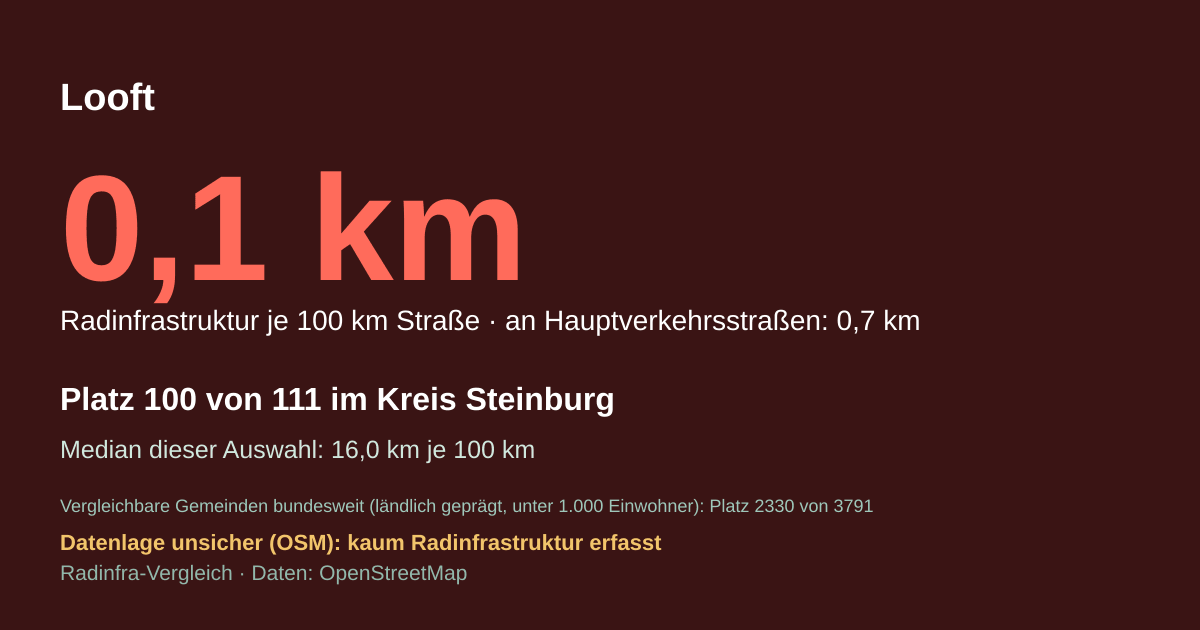 Looft
0,1 km
Radinfrastruktur je 100 km Straße · an Hauptverkehrsstraßen: 0,7 km
Platz 100 von 111 im Kreis Steinburg
Median dieser Auswahl: 16,0 km je 100 km
Vergleichbare Gemeinden bundesweit (ländlich geprägt, unter 1.000 Einwohner): Platz 2330 von 3791
Datenlage unsicher (OSM): kaum Radinfrastruktur erfasst
Radinfra-Vergleich · Daten: OpenStreetMap